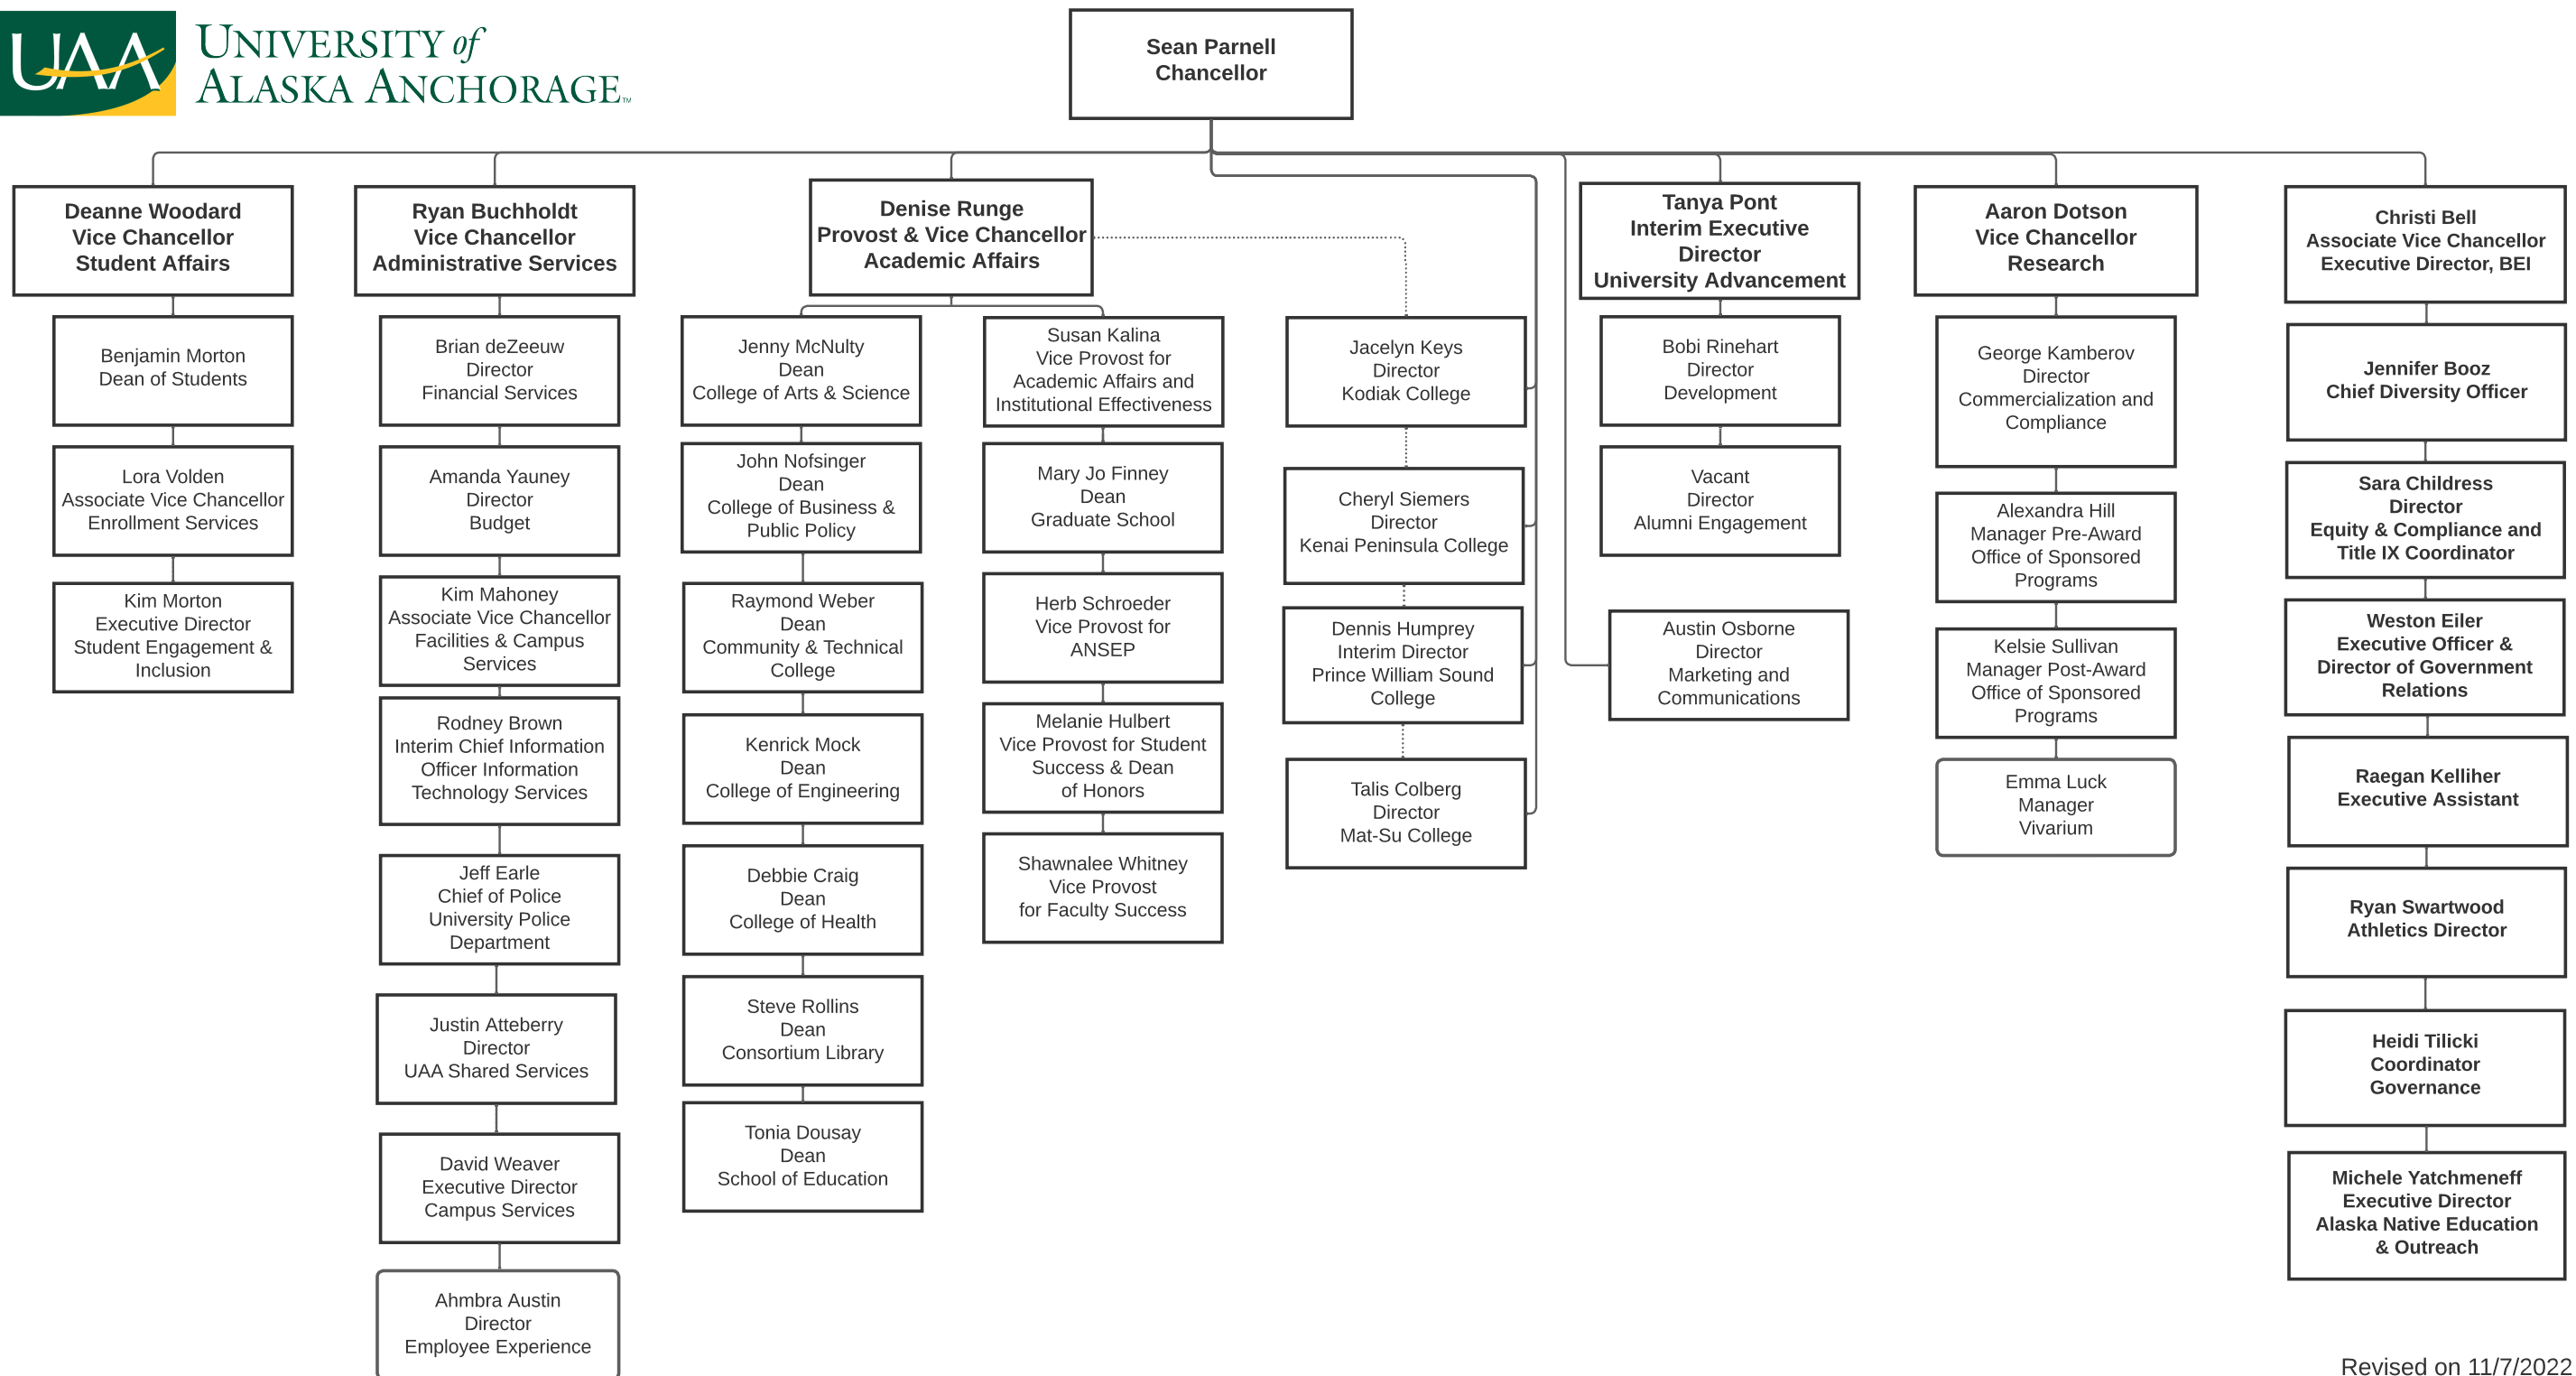 UAA
UNIVERSITY of
ALASKA ANCHORAGE™
Sean Parnell
Chancellor
Deanne Woodard
Vice Chancellor
Student Affairs
Benjamin Morton
Dean of Students
Lora Volden
Associate Vice Chancellor
Enrollment Services
Kim Morton
Executive Director
Student Engagement &
Inclusion
Ryan Buchholdt
Vice Chancellor
Administrative Services
Brian deZeeuw
Director
Financial Services
Amanda Yauney
Director
Budget
Kim Mahoney
Associate Vice Chancellor
Facilities & Campus
Services
Rodney Brown
Interim Chief Information
Officer Information
Technology Services
Jeff Earle
Chief of Police
University Police
Department
Justin Atteberry
Director
UAA Shared Services
David Weaver
Executive Director
Campus Services
Ahmbra Austin
Director
Employee Experience
Denise Runge
Provost & Vice Chancellor
Academic Affairs
Jenny McNulty
Dean
College of Arts & Science
John Nofsinger
Dean
College of Business &
Public Policy
Raymond Weber
Dean
Community & Technical
College
Kenrick Mock
Dean
College of Engineering
Debbie Craig
Dean
College of Health
Steve Rollins
Dean
Consortium Library
Tonia Dousay
Dean
School of Education
Susan Kalina
Vice Provost for
Academic Affairs and
Institutional Effectiveness
Mary Jo Finney
Dean
Graduate School
Herb Schroeder
Vice Provost for
ANSEP
Melanie Hulbert
Vice Provost for Student
Success & Dean
of Honors
Shawnalee Whitney
Vice Provost
for Faculty Success
Jacelyn Keys
Director
Kodiak College
Cheryl Siemers
Director
Kenai Peninsula College
Dennis Humprey
Interim Director
Prince William Sound
College
Talis Colberg
Director
Mat-Su College
Tanya Pont
Interim Executive
Director
University Advancement
Bobi Rinehart
Director
Development
Vacant
Director
Alumni Engagement
Austin Osborne
Director
Marketing and
Communications
Aaron Dotson
Vice Chancellor
Research
George Kamberov
Director
Commercialization and
Compliance
Alexandra Hill
Manager Pre-Award
Office of Sponsored
Programs
Kelsie Sullivan
Manager Post-Award
Office of Sponsored
Programs
Emma Luck
Manager
Vivarium
Christi Bell
Associate Vice Chancellor
Executive Director, BEI
Jennifer Booz
Chief Diversity Officer
Sara Childress
Director
Equity & Compliance and
Title IX Coordinator
Weston Eiler
Executive Officer &
Director of Government
Relations
Raegan Kelliher
Executive Assistant
Ryan Swartwood
Athletics Director
Heidi Tilicki
Coordinator
Governance
Michele Yatchmeneff
Executive Director
Alaska Native Education
& Outreach
Revised on 11/7/2022